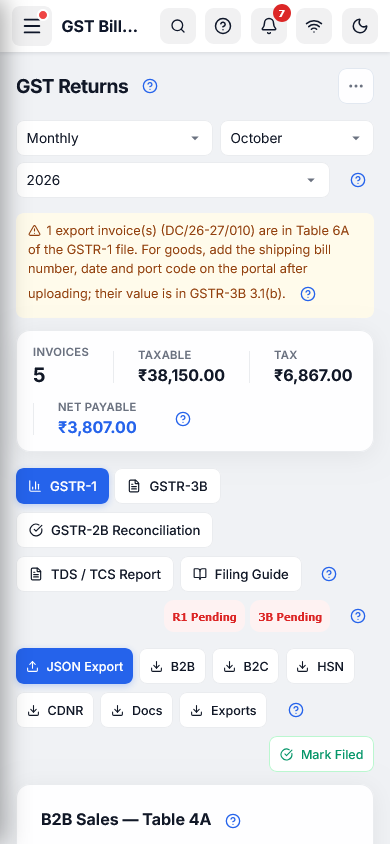 GST Bill...
7
GST Returns
Monthly
October
2026
1 export invoice(s) (DC/26-27/010) are in Table 6A
of the GSTR-1 file. For goods, add the shipping bill
number, date and port code on the portal after
uploading; their value is in GSTR-3B 3.1(b).
INVOICES
5
TAXABLE
₹38,150.00
TAX
₹6,867.00
NET PAYABLE
₹3,807.00
GSTR-1
GSTR-3B
GSTR-2B Reconciliation
TDS / TCS Report
Filing Guide
R1 Pending
3B Pending
JSON Export
B2B
B2C
HSN
CDNR
Docs
Exports
Mark Filed
B2B Sales — Table 4A